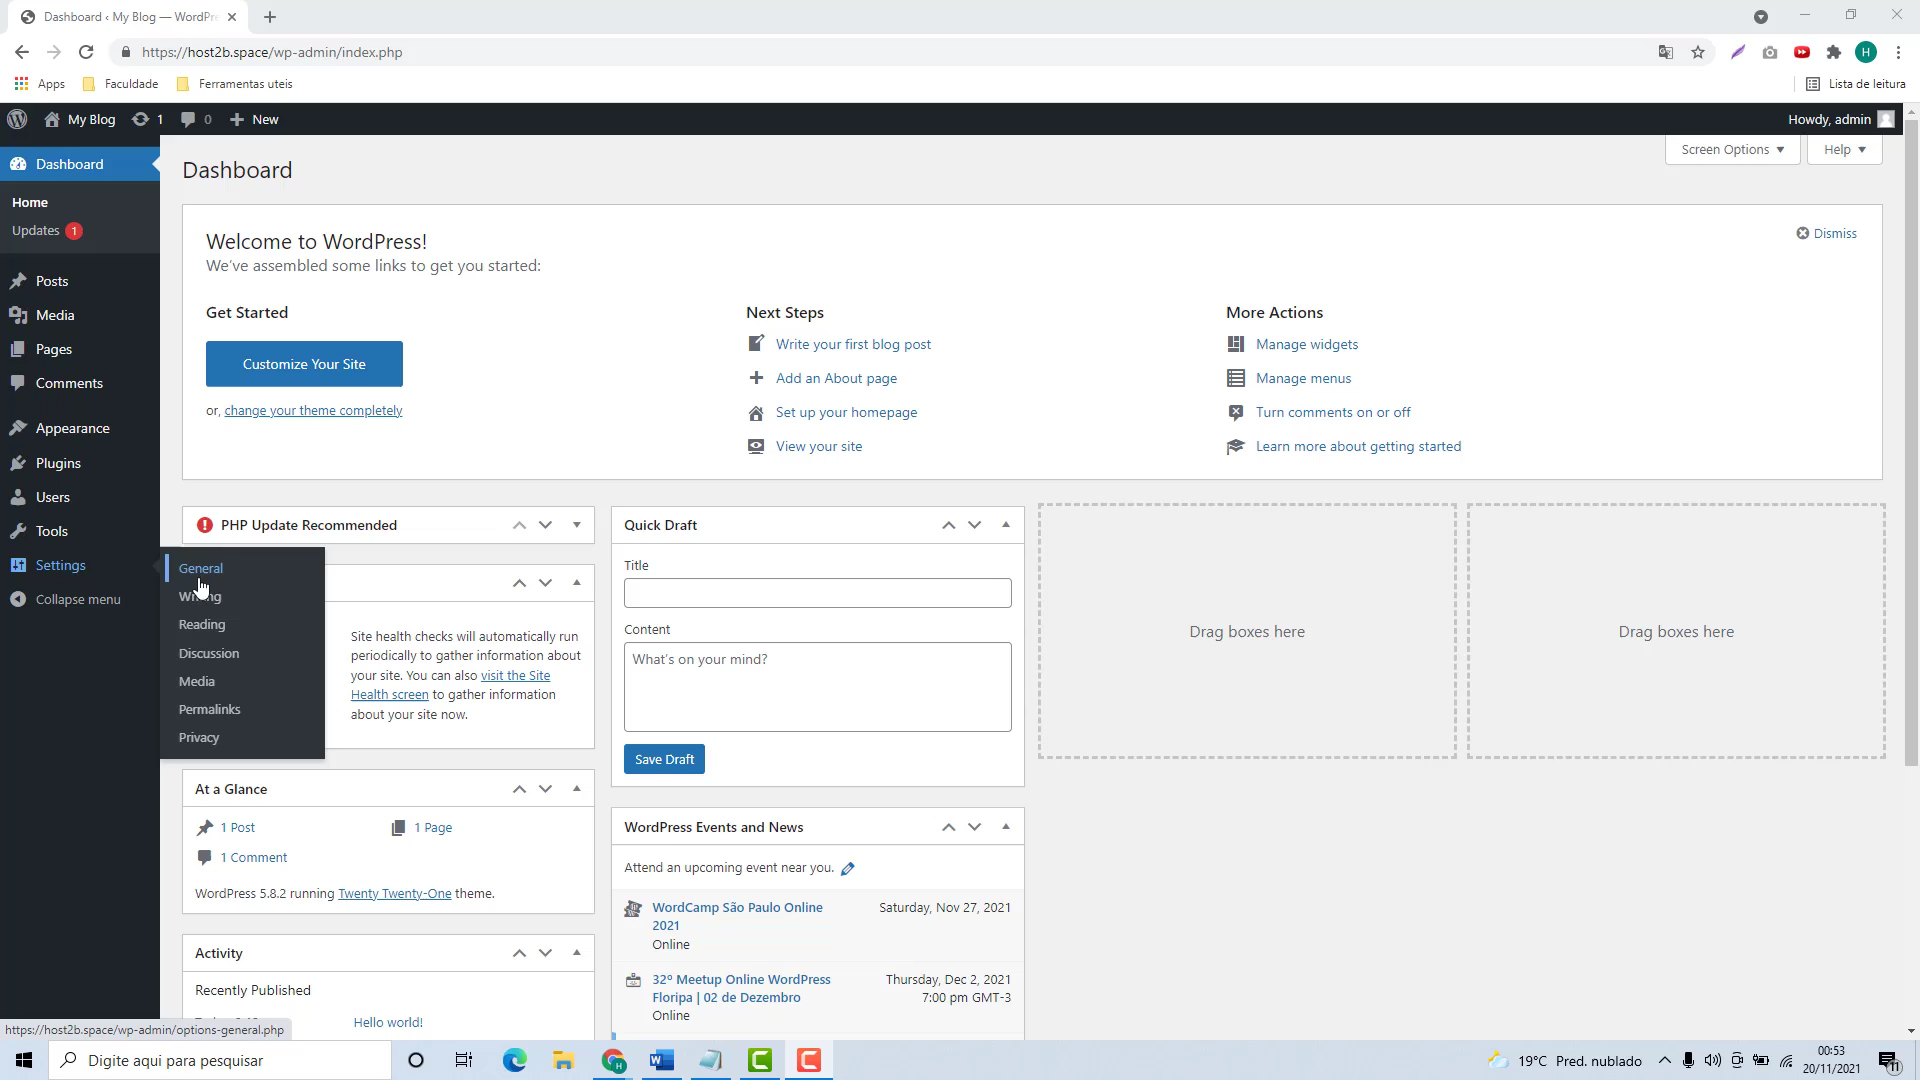 Dashboard ‹ My Blog — WordPre
https://host2b.space/wp-admin/index.php
H
Apps
Faculdade
Ferramentas uteis
Lista de leitura
My Blog
1
0
New
Howdy, admin
Dashboard
Home
Updates 1
Posts
Media
Pages
Comments
Appearance
Plugins
Users
Tools
Settings
Collapse menu
General
Writing
Reading
Discussion
Media
Permalinks
Privacy
Dashboard
Screen Options
Help
Welcome to WordPress!
We've assembled some links to get you started:
Dismiss
Get Started
Customize Your Site
or, change your theme completely
Next Steps
Write your first blog post
Add an About page
Set up your homepage
View your site
More Actions
Manage widgets
Manage menus
Turn comments on or off
Learn more about getting started
PHP Update Recommended
Site health checks will automatically run
periodically to gather information about
your site. You can also visit the Site
Health screen to gather information
about your site now.
At a Glance
1 Post
1 Page
1 Comment
WordPress 5.8.2 running Twenty Twenty-One theme.
Activity
Recently Published
Hello world!
Quick Draft
Title
Content
What's on your mind?
Save Draft
WordPress Events and News
Attend an upcoming event near you.
WordCamp São Paulo Online
2021
Online
Saturday, Nov 27, 2021
32º Meetup Online WordPress
Floripa | 02 de Dezembro
Online
Thursday, Dec 2, 2021
7:00 pm GMT-3
Drag boxes here
Drag boxes here
https://host2b.space/wp-admin/options-general.php
Digite aqui para pesquisar
19°C Pred. nublado
00:53
20/11/2021
11